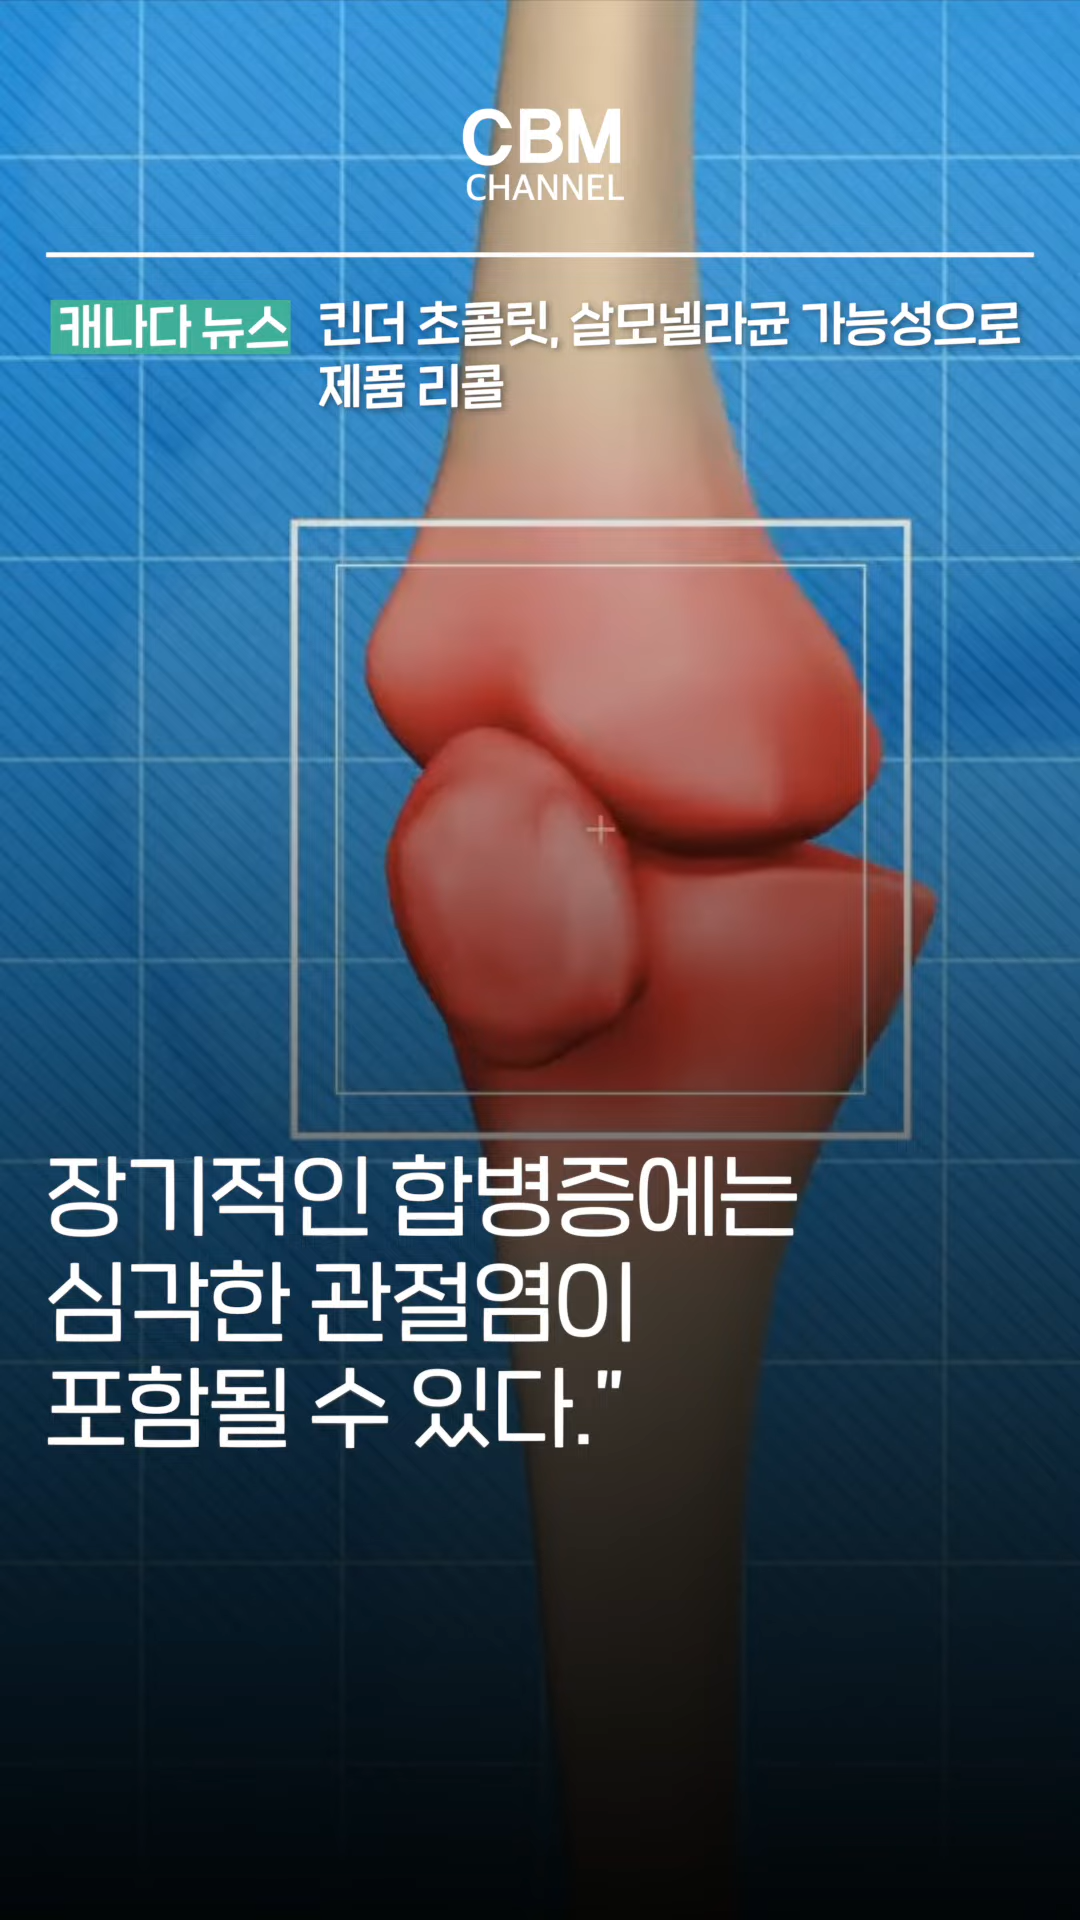 CBM
CHANNEL
캐나다 뉴스
킨더 초콜릿, 살모넬라균 가능성으로
제품 리콜
장기적인 합병증에는
심각한 관절염이
포함될 수 있다."